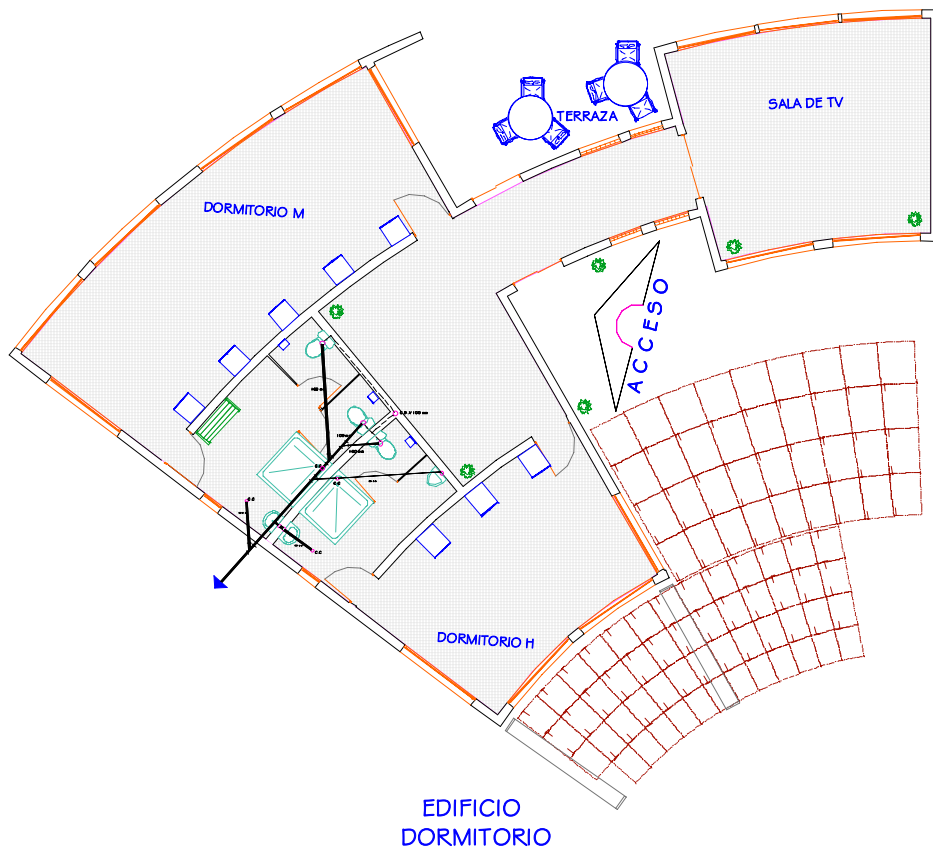 SALA DE TV
TERRAZA
DORMITORIO M
ACCESO
DORMITORIO H
EDIFICIO
DORMITORIO